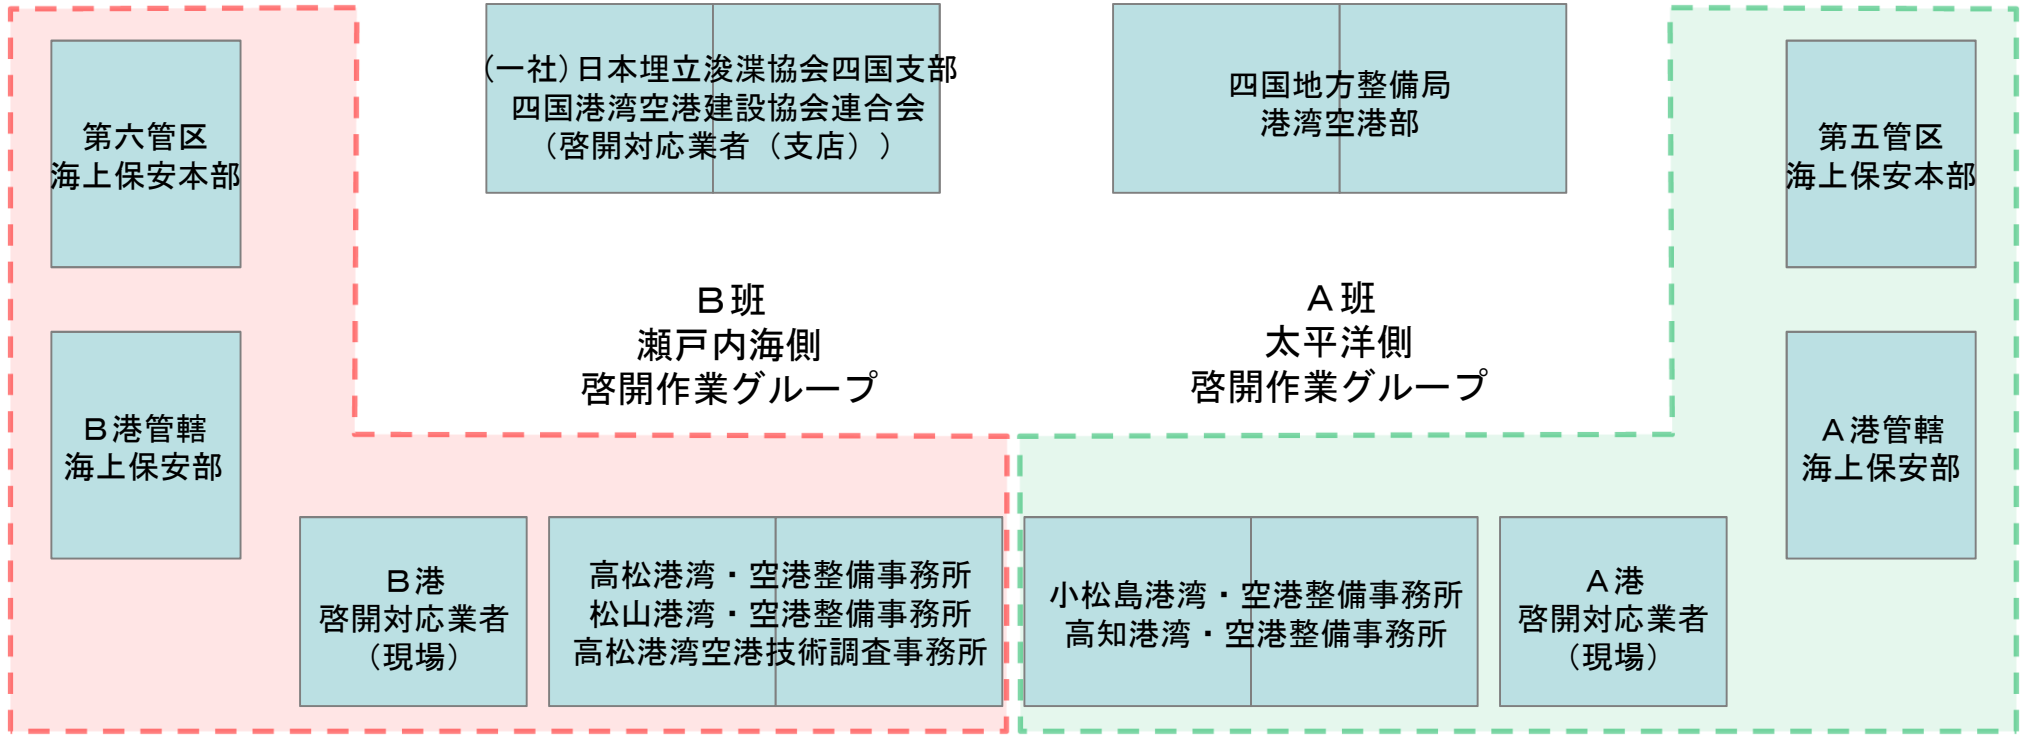 第六管区
海上保安本部
(一社)日本埋立浚渫協会四国支部
四国港湾空港建設協会連合会
（啓開対応業者（支店））
四国地方整備局
港湾空港部
第五管区
海上保安本部
Ｂ班
瀬戸内海側
啓開作業グループ
Ａ班
太平洋側
啓開作業グループ
Ｂ港管轄
海上保安部
Ａ港管轄
海上保安部
Ｂ港
啓開対応業者
（現場）
高松港湾・空港整備事務所
松山港湾・空港整備事務所
高松港湾空港技術調査事務所
小松島港湾・空港整備事務所
高知港湾・空港整備事務所
Ａ港
啓開対応業者
（現場）